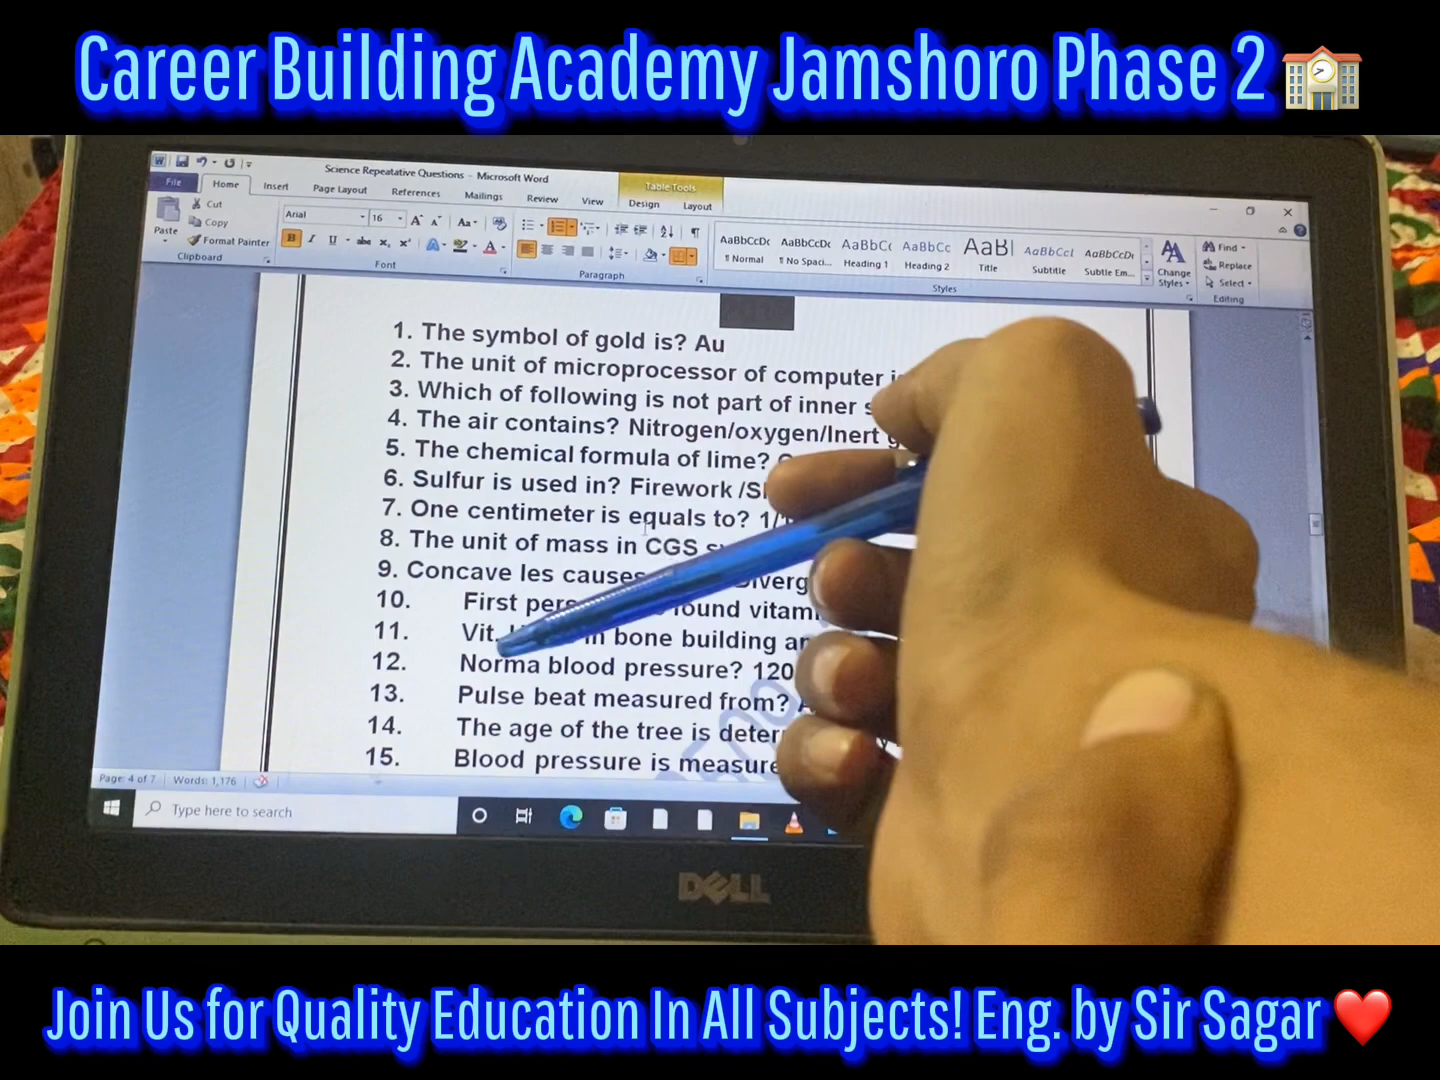 Career Building Academy Jamshoro Phase 2
Science Repeatative Questions - Microsoft Word
Table Tools
File Home Insert Page Layout References Mailings Review View Design Layout
Cut
Copy
Paste
Format Painter
Clipboard
Arial 16
Font
Paragraph
AaBbCcDc AaBbCcDc AaBbC AaBbCc AaB AaBbCcI AaBbCcDı
¶ Normal ¶ No Spaci... Heading 1 Heading 2 Title Subtitle Subtle Em...
Styles
Change Styles
Find
Replace
Select
Editing
1. The symbol of gold is? Au
2. The unit of microprocessor of computer
3. Which of following is not part of inner
4. The air contains? Nitrogen/oxygen/Inert
5. The chemical formula of lime?
6. Sulfur is used in? Firework
7. One centimeter is equals to?
8. The unit of mass in CGS
9. Concave les causes
10. First
11. Vit. bone building
12. Norma blood pressure? 120
13. Pulse beat measured from?
14. The age of the tree is
15. Blood pressure is
Page: 4 of 7 Words: 1,176
Type here to search
DELL
Join Us for Quality Education In All Subjects! Eng. by Sir Sagar